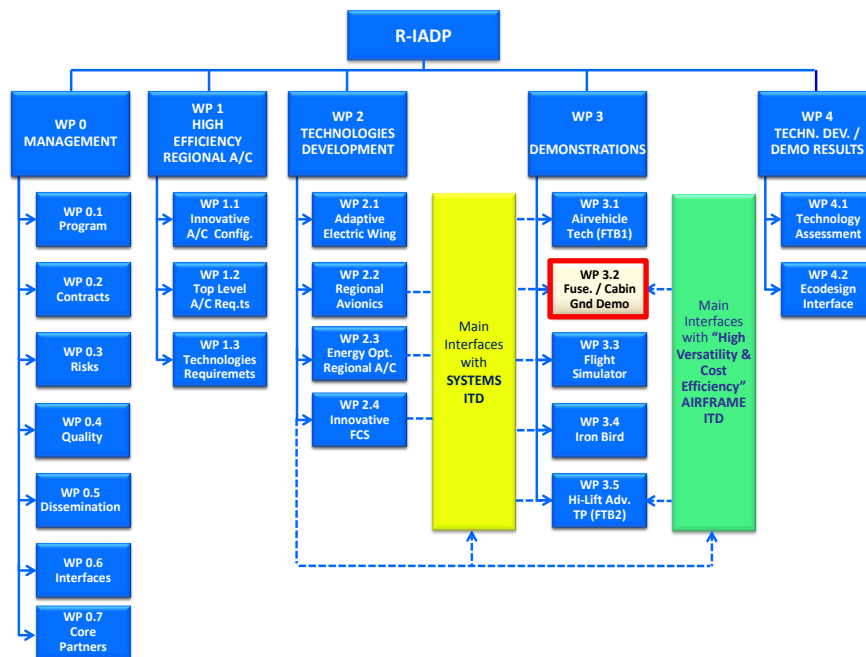 R-IADP
WP 0
MANAGEMENT
WP 1
HIGH
EFFICIENCY
REGIONAL A/C
WP 2
TECHNOLOGIES
DEVELOPMENT
WP 3
DEMONSTRATIONS
WP 4
TECHN. DEV. /
DEMO RESULTS
WP 0.1
Program
WP 0.2
Contracts
WP 0.3
Risks
WP 0.4
Quality
WP 0.5
Dissemination
WP 0.6
Interfaces
WP 0.7
Core
Partners
WP 1.1
Innovative
A/C Config.
WP 1.2
Top Level
A/C Req.ts
WP 1.3
Technologies
Requiremets
WP 2.1
Adaptive
Electric Wing
WP 2.2
Regional
Avionics
WP 2.3
Energy Opt.
Regional A/C
WP 2.4
Innovative
FCS
Main
Interfaces
with
SYSTEMS
ITD
WP 3.1
Airvehicle
Tech (FTB1)
WP 3.2
Fuse. / Cabin
Gnd Demo
WP 3.3
Flight
Simulator
WP 3.4
Iron Bird
WP 3.5
Hi-Lift Adv.
TP (FTB2)
Main
Interfaces
with "High
Versatility &
Cost
Efficiency"
AIRFRAME
ITD
WP 4.1
Technology
Assessment
WP 4.2
Ecodesign
Interface